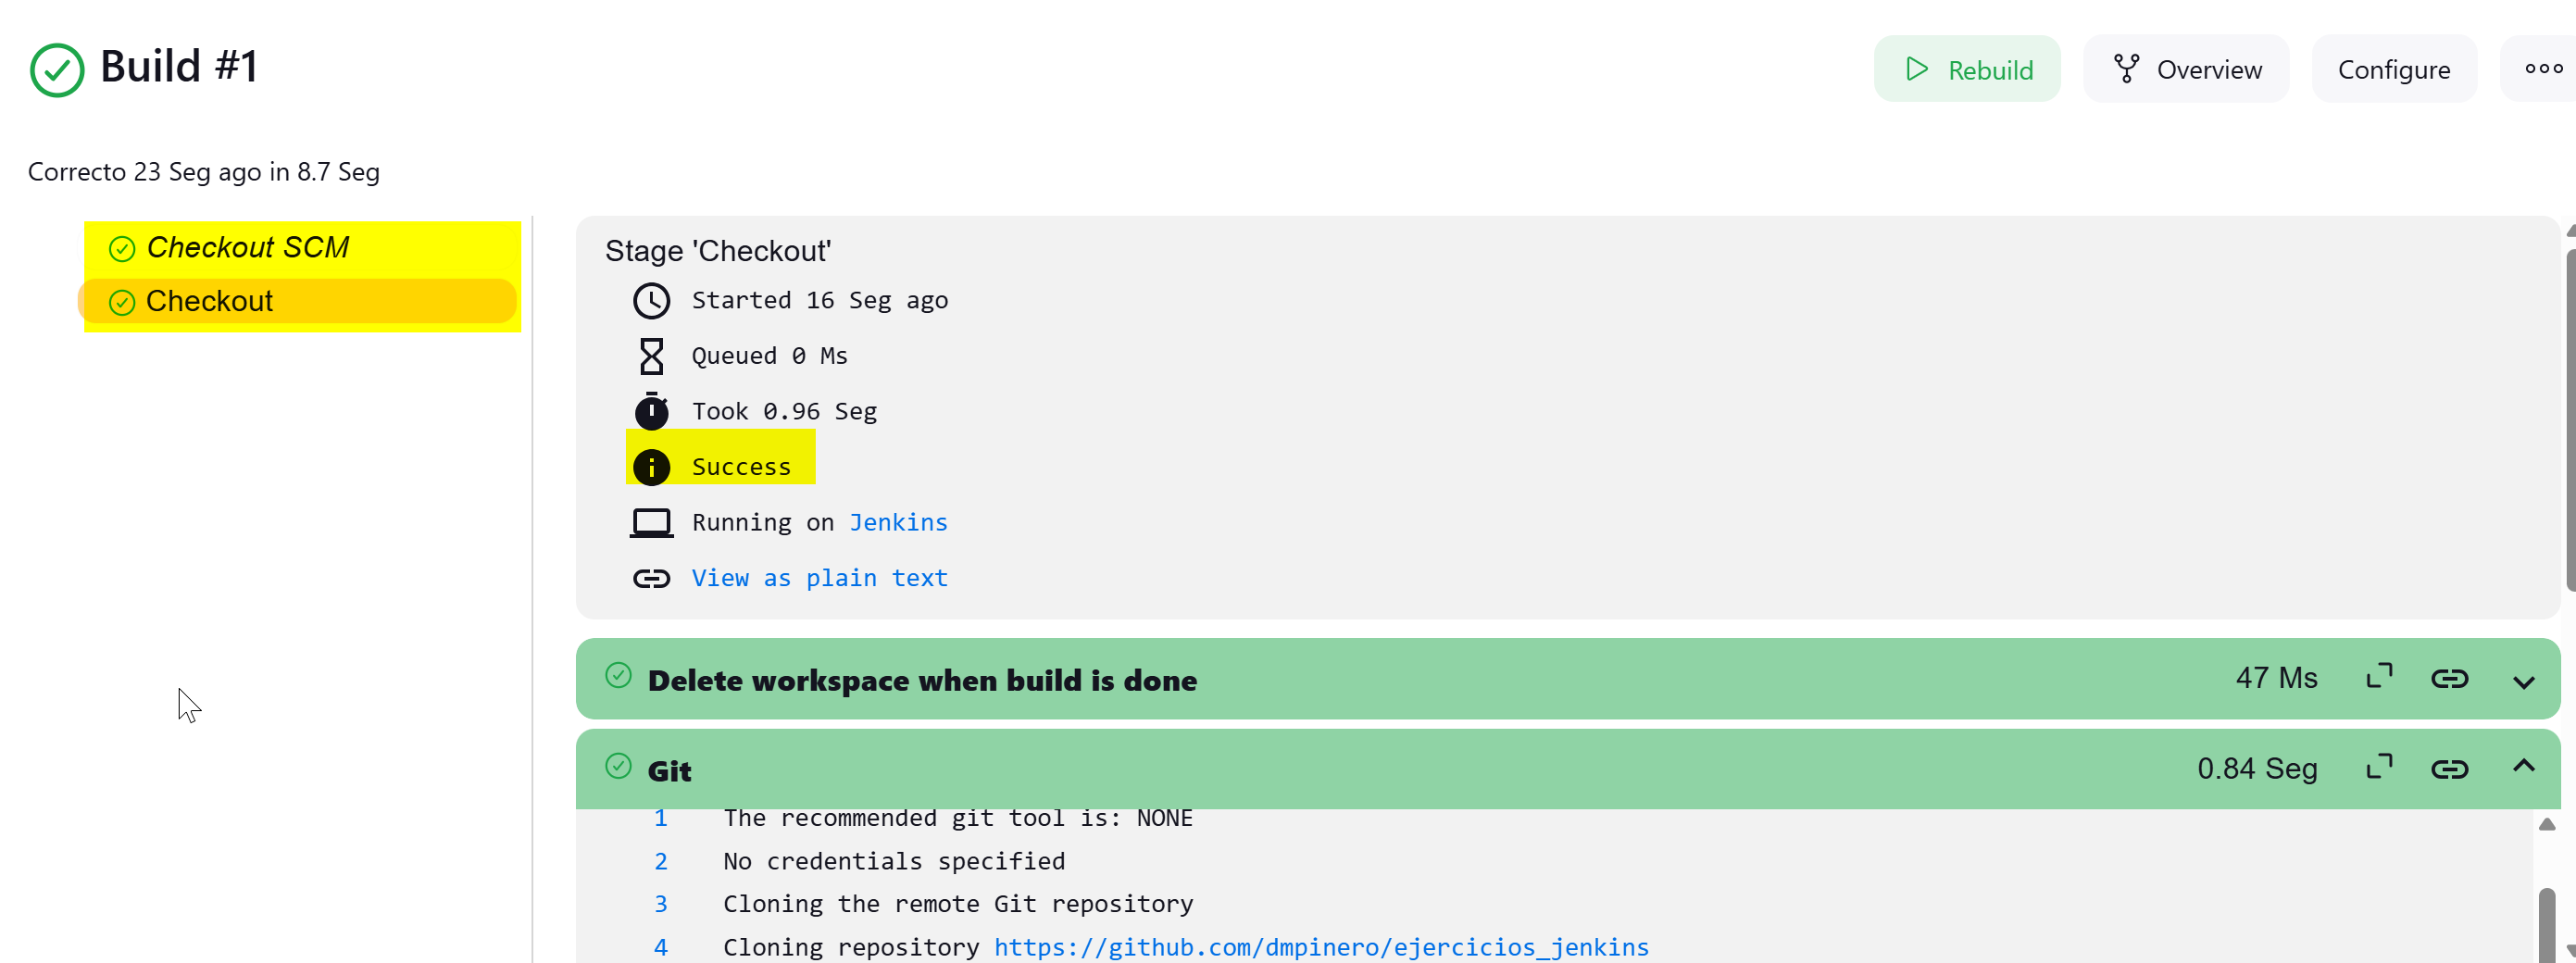 Build #1
Rebuild
Overview
Configure
Correcto 23 Seg ago in 8.7 Seg
Checkout SCM
Checkout
Stage 'Checkout'
Started 16 Seg ago
Queued 0 Ms
Took 0.96 Seg
Success
Running on Jenkins
View as plain text
Delete workspace when build is done
47 Ms
Git
0.84 Seg
1 The recommended git tool is: NONE
2 No credentials specified
3 Cloning the remote Git repository
4 Cloning repository https://github.com/dmpinero/ejercicios_jenkins